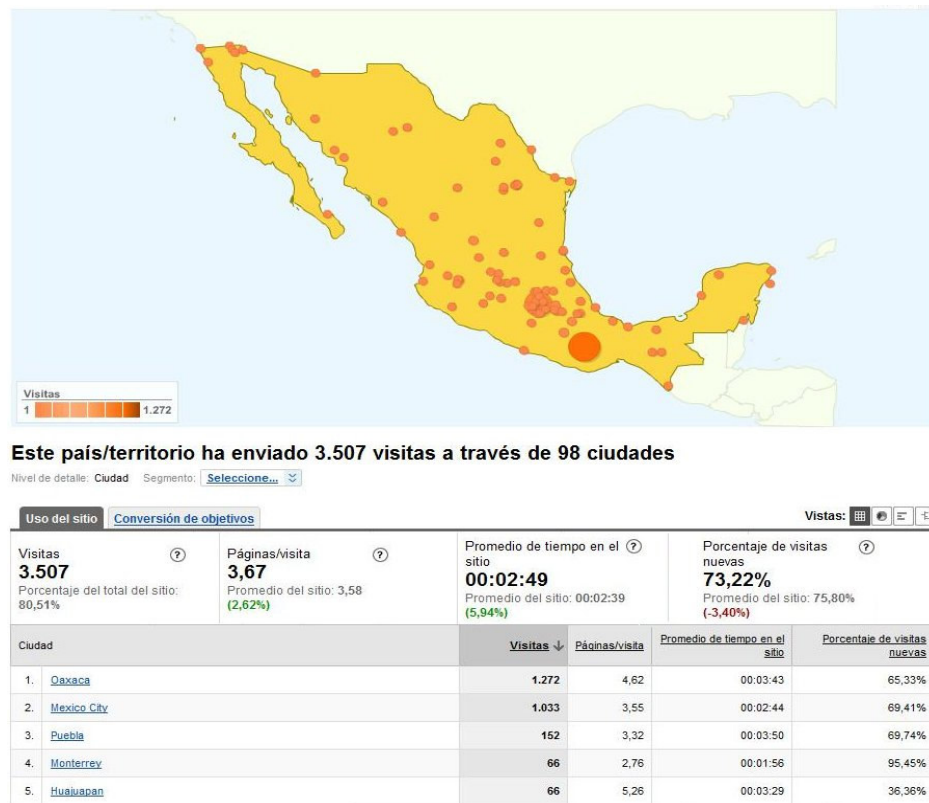 Visitas
1 1.272
Este país/territorio ha enviado 3.507 visitas a través de 98 ciudades
Nivel de detalle: Ciudad Segmento: Seleccione...
Uso del sitio Conversión de objetivos Vistas:
Visitas ?
3.507
Porcentaje del total del sitio:
80,51%
Páginas/visita ?
3,67
Promedio del sitio: 3,58
(2,62%)
Promedio de tiempo en el ?
sitio
00:02:49
Promedio del sitio: 00:02:39
(5,94%)
Porcentaje de visitas ?
nuevas
73,22%
Promedio del sitio: 75,80%
(-3,40%)
Ciudad Visitas ↓ Páginas/visita Promedio de tiempo en el sitio Porcentaje de visitas nuevas
1. Oaxaca 1.272 4,62 00:03:43 65,33%
2. Mexico City 1.033 3,55 00:02:44 69,41%
3. Puebla 152 3,32 00:03:50 69,74%
4. Monterrey 66 2,76 00:01:56 95,45%
5. Huajuapan 66 5,26 00:03:29 36,36%